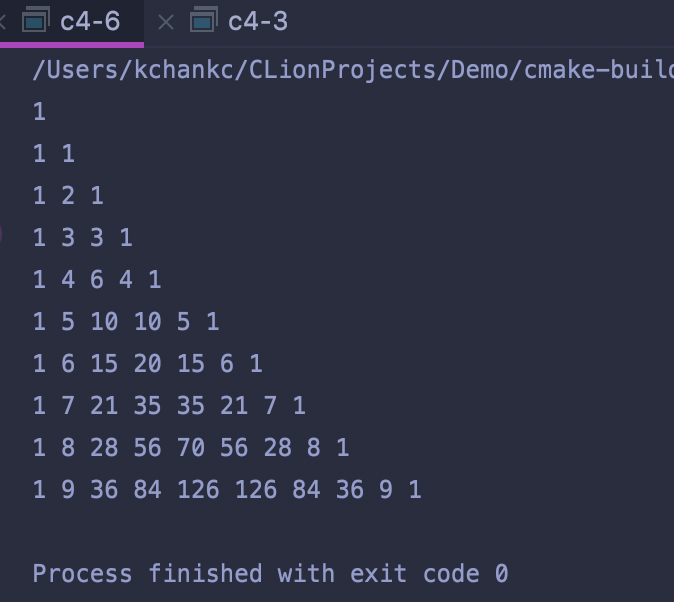 c4-6 c4-3
/Users/kchankc/CLionProjects/Demo/cmake-build
1
1 1
1 2 1
1 3 3 1
1 4 6 4 1
1 5 10 10 5 1
1 6 15 20 15 6 1
1 7 21 35 35 21 7 1
1 8 28 56 70 56 28 8 1
1 9 36 84 126 126 84 36 9 1
Process finished with exit code 0